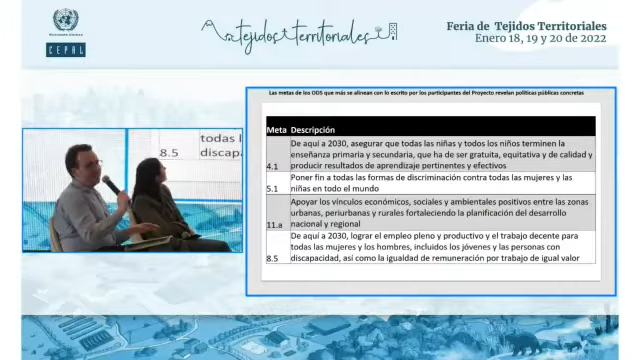 NACIONES UNIDAS
CEPAL
tejidos territoriales
Feria de Tejidos Territoriales
Enero 18, 19 y 20 de 2022
Las metas de los ODS que más se alinean con lo escrito por los participantes del Proyecto revelan políticas públicas concretas
Meta Descripción
De aquí a 2030, asegurar que todas las niñas y todos los niños terminen la
enseñanza primaria y secundaria, que ha de ser gratuita, equitativa y de calidad y
4.1 producir resultados de aprendizaje pertinentes y efectivos
Poner fin a todas las formas de discriminación contra todas las mujeres y las
5.1 niñas en todo el mundo
Apoyar los vínculos económicos, sociales y ambientales positivos entre las zonas
urbanas, periurbanas y rurales fortaleciendo la planificación del desarrollo
11.a nacional y regional
De aquí a 2030, lograr el empleo pleno y productivo y el trabajo decente para
todas las mujeres y los hombres, incluidos los jóvenes y las personas con
8.5 discapacidad, así como la igualdad de remuneración por trabajo de igual valor
todas l
8.5 discapa